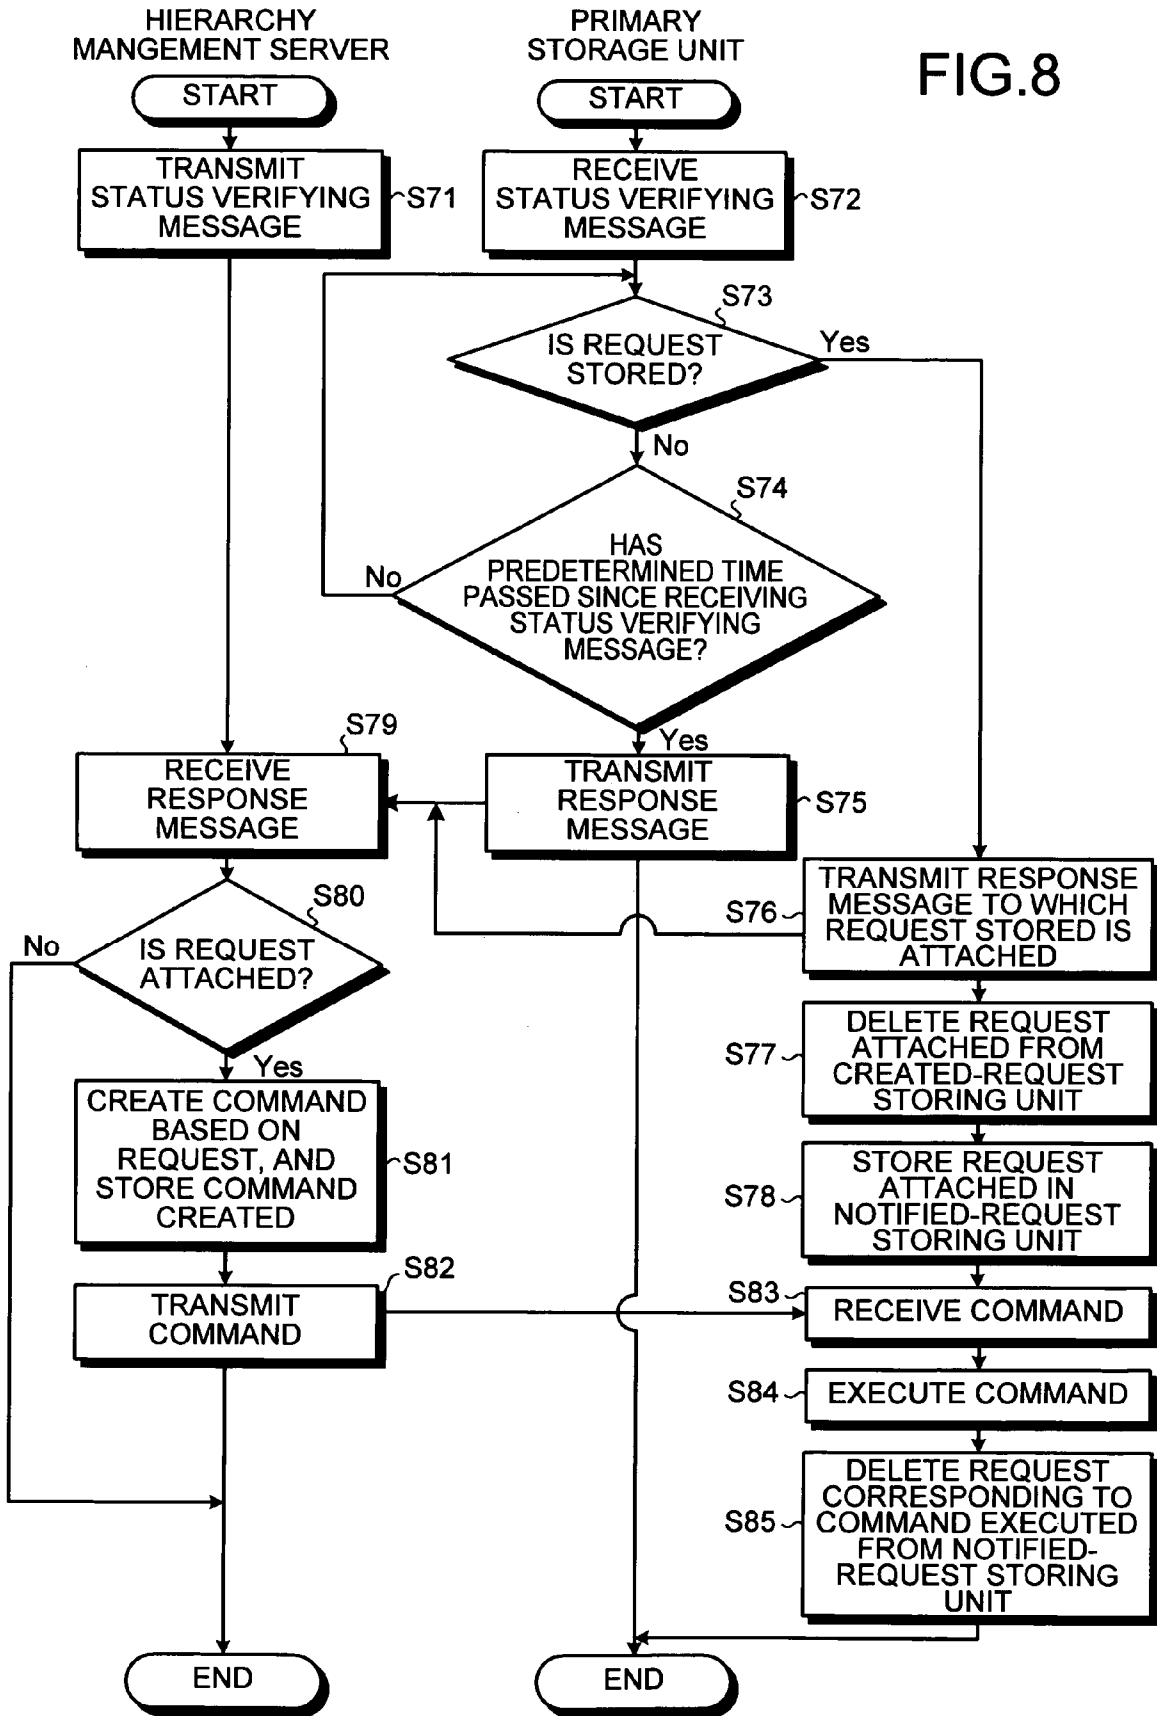 HIERARCHY
MANGEMENT SERVER
PRIMARY
STORAGE UNIT
FIG.8
START
START
TRANSMIT
STATUS VERIFYING
MESSAGE
S71
RECEIVE
STATUS VERIFYING
MESSAGE
S72
S73
IS REQUEST
STORED?
Yes
No
S74
HAS
PREDETERMINED TIME
PASSED SINCE RECEIVING
STATUS VERIFYING
MESSAGE?
No
Yes
S79
RECEIVE
RESPONSE
MESSAGE
TRANSMIT
RESPONSE
MESSAGE
S75
S76
TRANSMIT RESPONSE
MESSAGE TO WHICH
REQUEST STORED IS
ATTACHED
S80
IS REQUEST
ATTACHED?
No
Yes
S77
DELETE REQUEST
ATTACHED FROM
CREATED-REQUEST
STORING UNIT
CREATE COMMAND
BASED ON
REQUEST, AND
STORE COMMAND
CREATED
S81
S78
STORE REQUEST
ATTACHED IN
NOTIFIED-REQUEST
STORING UNIT
S82
TRANSMIT
COMMAND
S83
RECEIVE COMMAND
S84
EXECUTE COMMAND
S85
DELETE REQUEST
CORRESPONDING TO
COMMAND EXECUTED
FROM NOTIFIED-
REQUEST STORING
UNIT
END
END